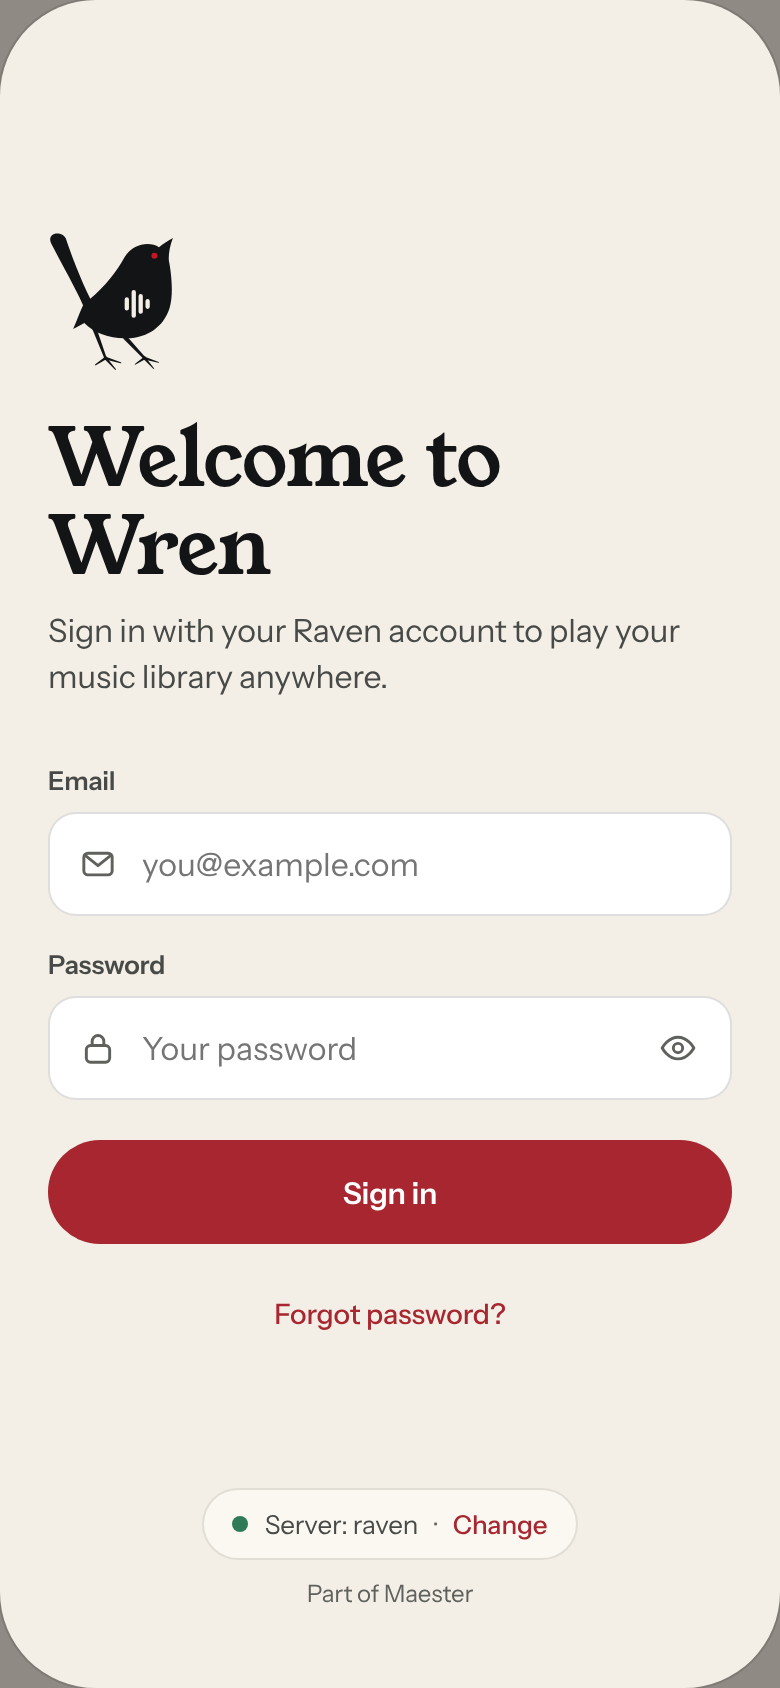 Welcome to
Wren
Sign in with your Raven account to play your
music library anywhere.
Email
you@example.com
Password
Your password
Sign in
Forgot password?
Server: raven · Change
Part of Maester